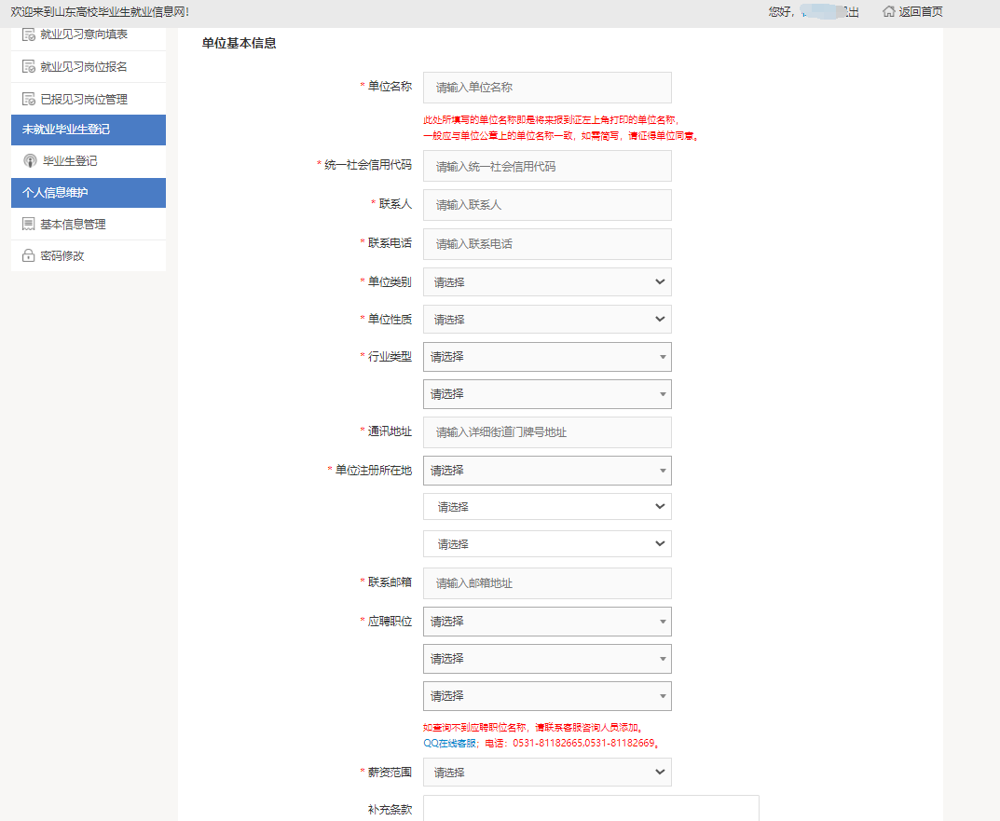 欢迎来到山东高校毕业生就业信息网!
您好，
出
返回首页
就业见习意向填表
就业见习岗位报名
已报见习岗位管理
未就业毕业生登记
毕业生登记
个人信息维护
基本信息管理
密码修改
单位基本信息
* 单位名称 请输入单位名称
此处所填写的单位名称即是将来报到证左上角打印的单位名称，
一般应与单位公章上的单位名称一致，如需简写，请征得单位同意。
* 统一社会信用代码 请输入统一社会信用代码
* 联系人 请输入联系人
* 联系电话 请输入联系电话
* 单位类别 请选择
* 单位性质 请选择
* 行业类型 请选择
请选择
* 通讯地址 请输入详细街道门牌号地址
* 单位注册所在地 请选择
请选择
请选择
* 联系邮箱 请输入邮箱地址
* 应聘职位 请选择
请选择
请选择
如查询不到应聘职位名称，请联系客服咨询人员添加。
QQ在线客服；电话：0531-81182665,0531-81182669。
* 薪资范围 请选择
补充条款